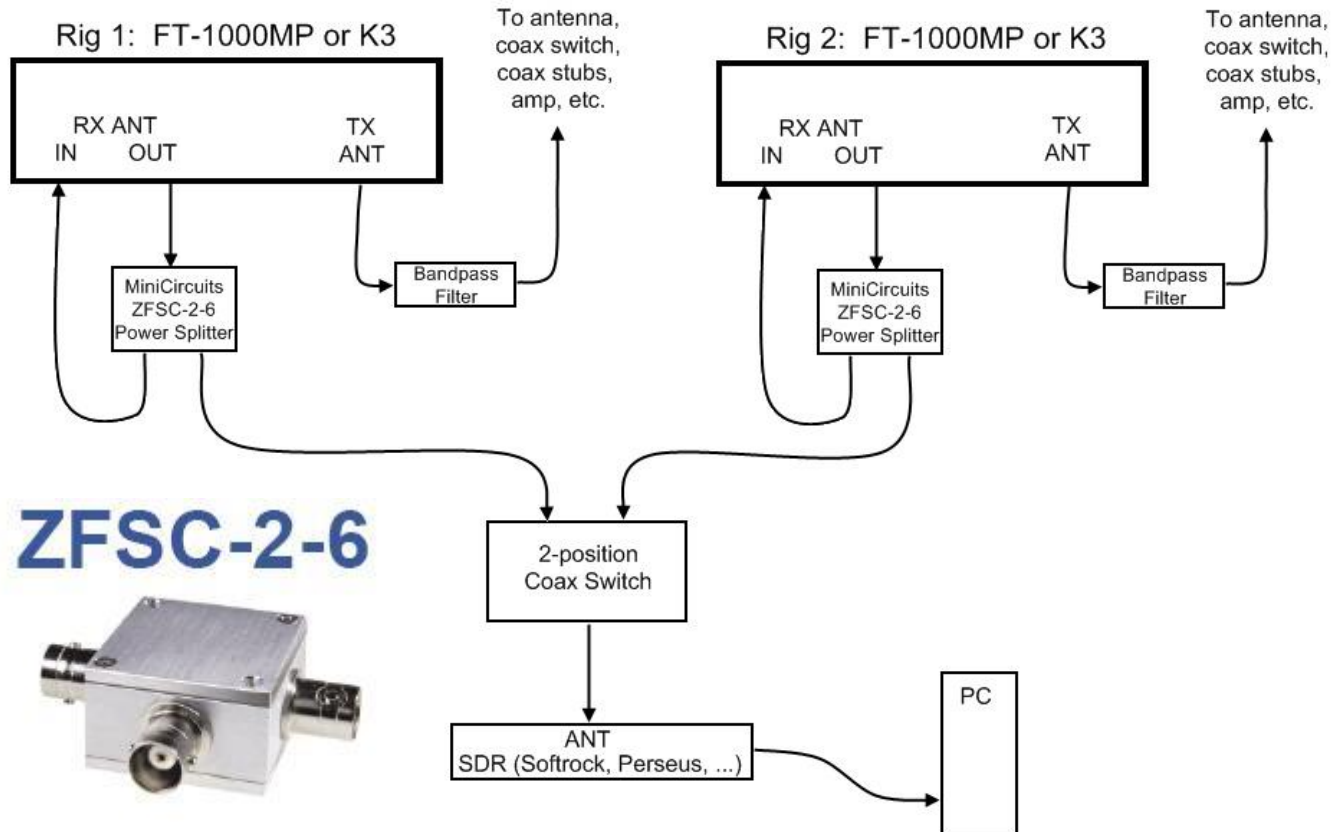 Rig 1: FT-1000MP or K3
RX ANT
IN OUT
TX
ANT
To antenna,
coax switch,
coax stubs,
amp, etc.
MiniCircuits
ZFSC-2-6
Power Splitter
Bandpass
Filter
Rig 2: FT-1000MP or K3
RX ANT
IN OUT
TX
ANT
To antenna,
coax switch,
coax stubs,
amp, etc.
MiniCircuits
ZFSC-2-6
Power Splitter
Bandpass
Filter
ZFSC-2-6
2-position
Coax Switch
ANT
SDR (Softrock, Perseus, ...)
PC